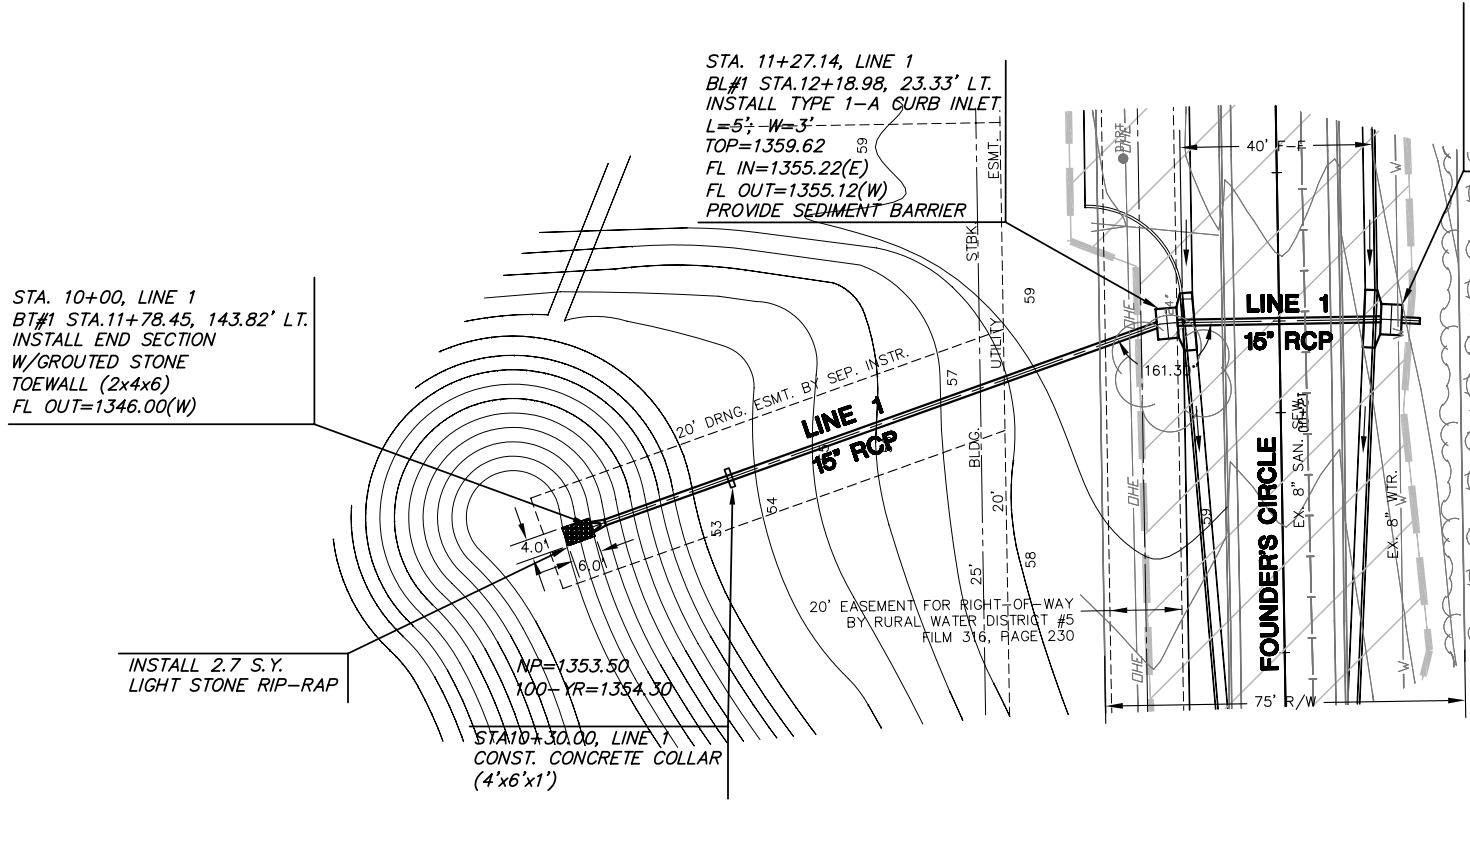 STA. 11+27.14, LINE 1
BL#1 STA.12+18.98, 23.33' LT.
INSTALL TYPE 1-A CURB INLET
L=5'; W=3'
TOP=1359.62
FL IN=1355.22(E)
FL OUT=1355.12(W)
PROVIDE SEDIMENT BARRIER
STA. 10+00, LINE 1
BT#1 STA.11+78.45, 143.82' LT.
INSTALL END SECTION
W/GROUTED STONE
TOEWALL (2x4x6)
FL OUT=1346.00(W)
INSTALL 2.7 S.Y.
LIGHT STONE RIP-RAP
NP=1353.50
100-YR=1354.30
STA10+30.00, LINE 1
CONST. CONCRETE COLLAR
(4'x6'x1')
20' EASEMENT FOR RIGHT-OF-WAY
BY RURAL WATER DISTRICT #5
FILM 316, PAGE 230
20' DRNG. ESMT. BY SEP. INSTR.
LINE 1
15" RCP
LINE 1
15" RCP
4.0'
6.0'
53
54
57
58
59
59
59
25'
BLDG.
STBK.
20'
UTILITY
ESMT.
40' F-F
75' R/W
FOUNDER'S CIRCLE
EX. 8" SAN. SEW.
EX. 8" WTR.
OHE
OHE
OHE
OHE
W
W
W